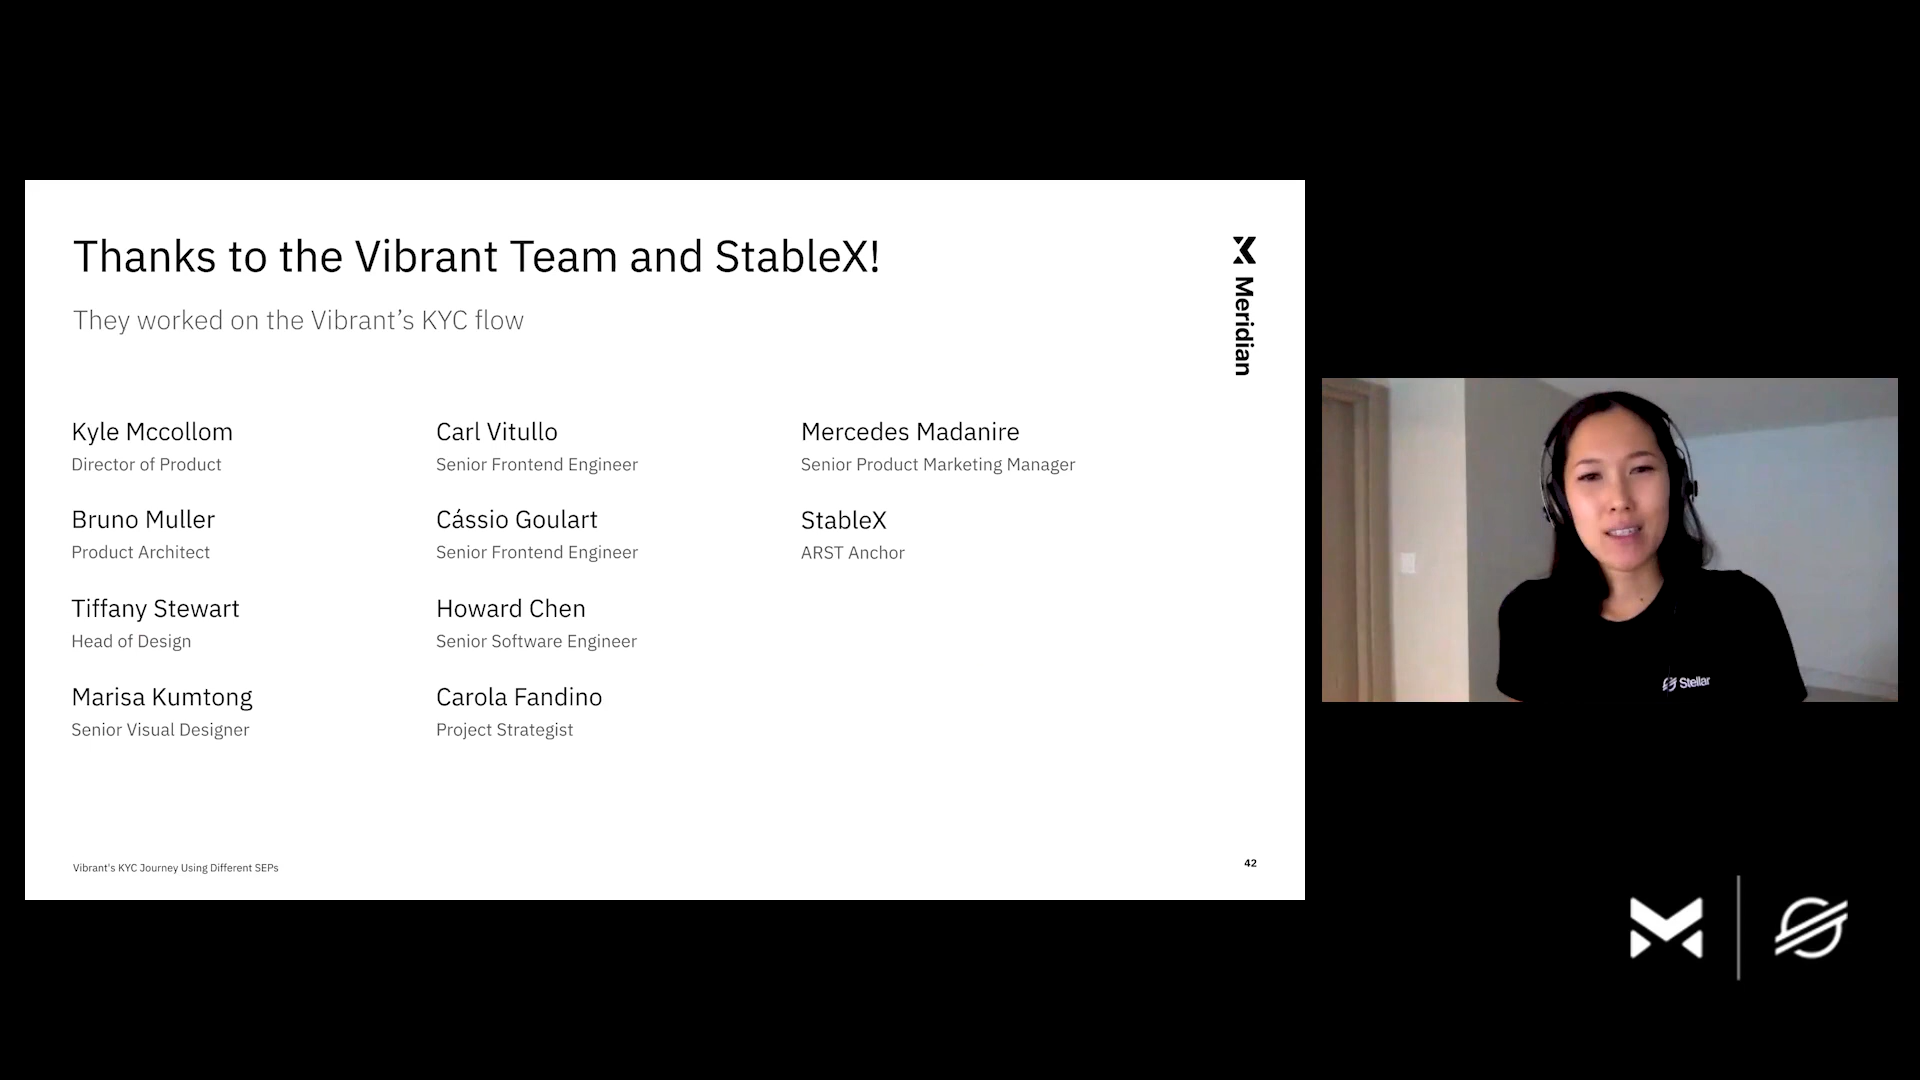 Thanks to the Vibrant Team and StableX!
They worked on the Vibrant’s KYC flow
Meridian
Kyle Mccollom
Director of Product
Bruno Muller
Product Architect
Tiffany Stewart
Head of Design
Marisa Kumtong
Senior Visual Designer
Carl Vitullo
Senior Frontend Engineer
Cássio Goulart
Senior Frontend Engineer
Howard Chen
Senior Software Engineer
Carola Fandino
Project Strategist
Mercedes Madanire
Senior Product Marketing Manager
StableX
ARST Anchor
Vibrant's KYC Journey Using Different SEPs
42
Stellar